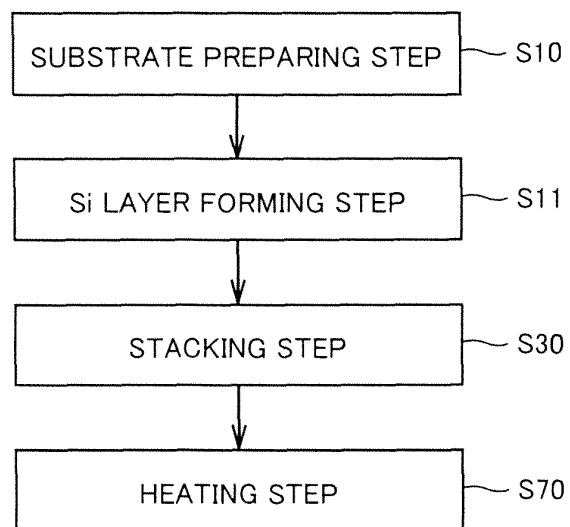 SUBSTRATE PREPARING STEP S10
Si LAYER FORMING STEP S11
STACKING STEP S30
HEATING STEP S70